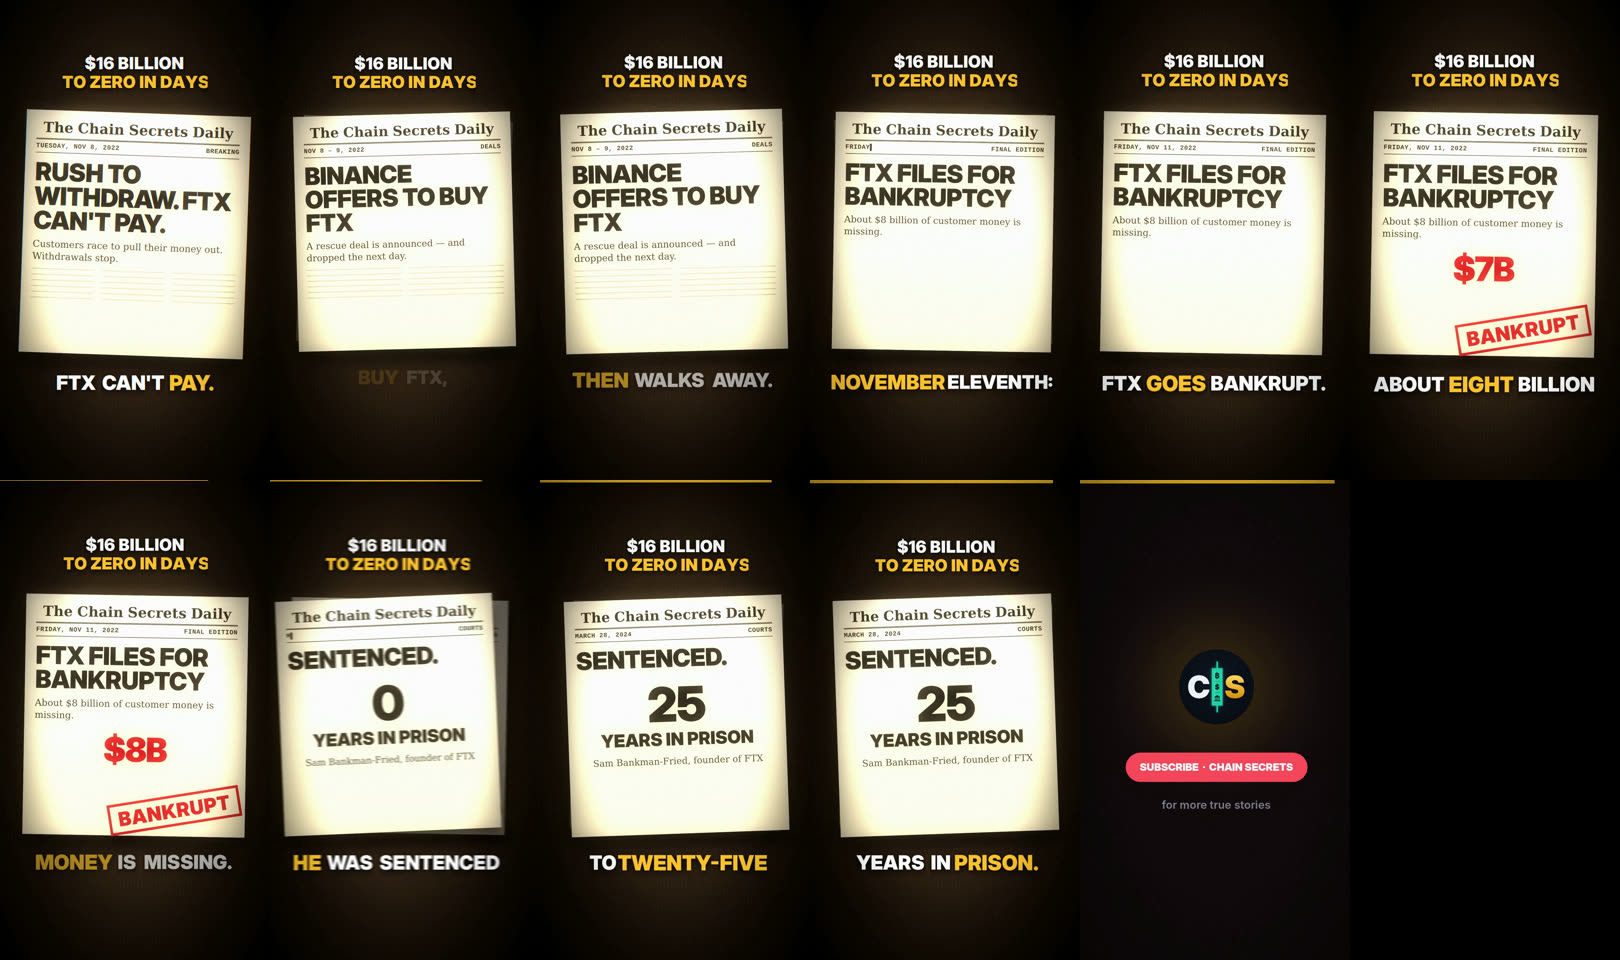 $16 BILLION
TO ZERO IN DAYS
The Chain Secrets Daily
TUESDAY, NOV 8, 2022
BREAKING
RUSH TO
WITHDRAW. FTX
CAN'T PAY.
Customers race to pull their money out.
Withdrawals stop.
FTX CAN'T PAY.
$16 BILLION
TO ZERO IN DAYS
The Chain Secrets Daily
NOV 8 - 9, 2022
DEALS
BINANCE
OFFERS TO BUY
FTX
A rescue deal is announced — and
dropped the next day.
BUY FTX,
$16 BILLION
TO ZERO IN DAYS
The Chain Secrets Daily
NOV 8 - 9, 2022
DEALS
BINANCE
OFFERS TO BUY
FTX
A rescue deal is announced — and
dropped the next day.
THEN WALKS AWAY.
$16 BILLION
TO ZERO IN DAYS
The Chain Secrets Daily
FRIDAY
FINAL EDITION
FTX FILES FOR
BANKRUPTCY
About $8 billion of customer money is
missing.
NOVEMBER ELEVENTH:
$16 BILLION
TO ZERO IN DAYS
The Chain Secrets Daily
FRIDAY, NOV 11, 2022
FINAL EDITION
FTX FILES FOR
BANKRUPTCY
About $8 billion of customer money is
missing.
FTX GOES BANKRUPT.
$16 BILLION
TO ZERO IN DAYS
The Chain Secrets Daily
FRIDAY, NOV 11, 2022
FINAL EDITION
FTX FILES FOR
BANKRUPTCY
About $8 billion of customer money is
missing.
$7B
BANKRUPT
ABOUT EIGHT BILLION
$16 BILLION
TO ZERO IN DAYS
The Chain Secrets Daily
FRIDAY, NOV 11, 2022
FINAL EDITION
FTX FILES FOR
BANKRUPTCY
About $8 billion of customer money is
missing.
$8B
BANKRUPT
MONEY IS MISSING.
$16 BILLION
TO ZERO IN DAYS
The Chain Secrets Daily
COURTS
SENTENCED.
0
YEARS IN PRISON
Sam Bankman-Fried, founder of FTX
HE WAS SENTENCED
$16 BILLION
TO ZERO IN DAYS
The Chain Secrets Daily
MARCH 28, 2024
COURTS
SENTENCED.
25
YEARS IN PRISON
Sam Bankman-Fried, founder of FTX
TO TWENTY-FIVE
$16 BILLION
TO ZERO IN DAYS
The Chain Secrets Daily
MARCH 28, 2024
COURTS
SENTENCED.
25
YEARS IN PRISON
Sam Bankman-Fried, founder of FTX
YEARS IN PRISON.
CS
SUBSCRIBE · CHAIN SECRETS
for more true stories